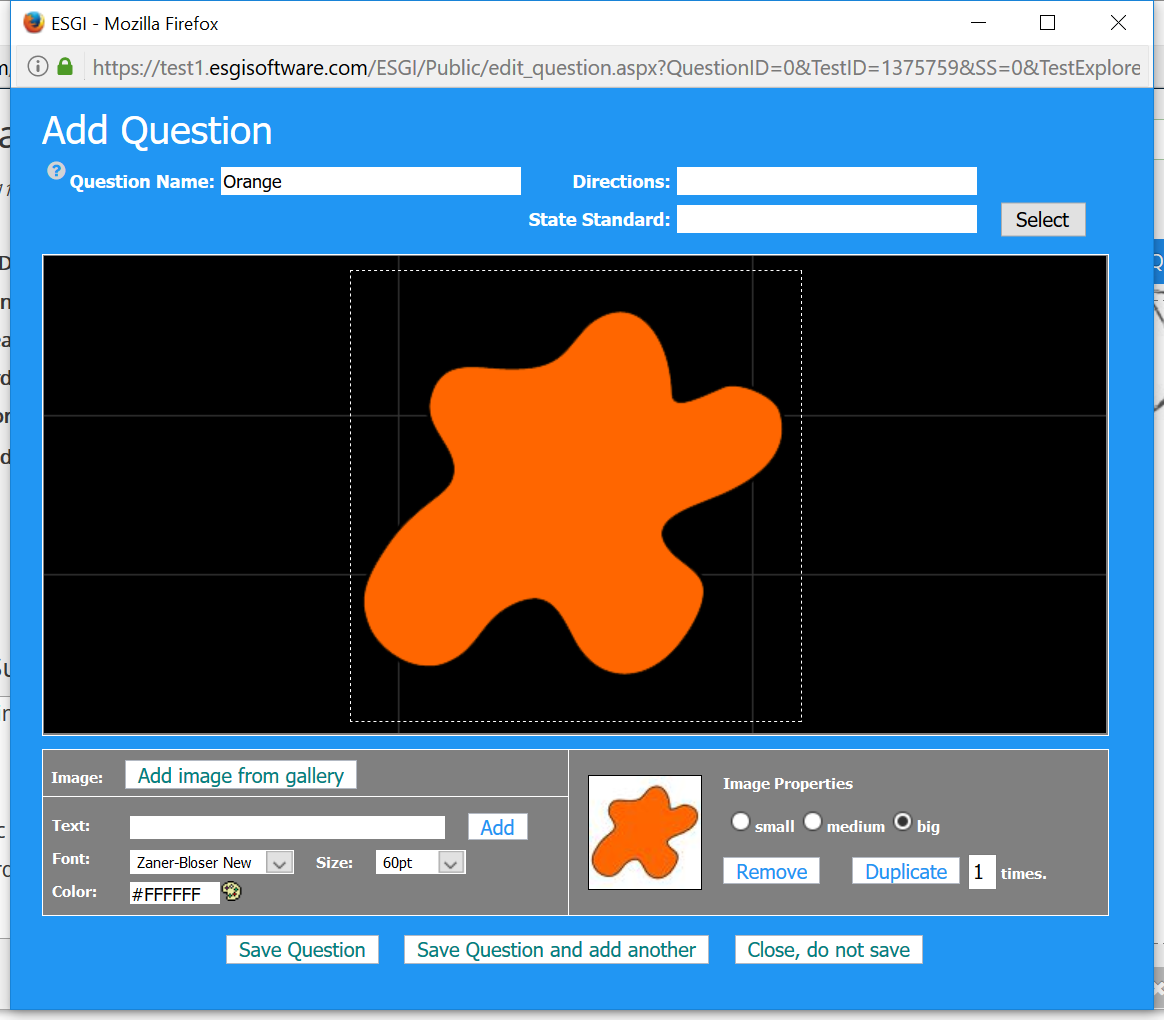 ESGI - Mozilla Firefox
https://test1.esgisoftware.com/ESGI/Public/edit_question.aspx?QuestionID=0&TestID=1375759&SS=0&TestExplore
Add Question
? Question Name: Orange Directions:
State Standard: Select
Image: Add image from gallery
Text: Add
Font: Zaner-Bloser New Size: 60pt
Color: #FFFFFF
Image Properties
small medium big
Remove Duplicate 1 times.
Save Question Save Question and add another Close, do not save